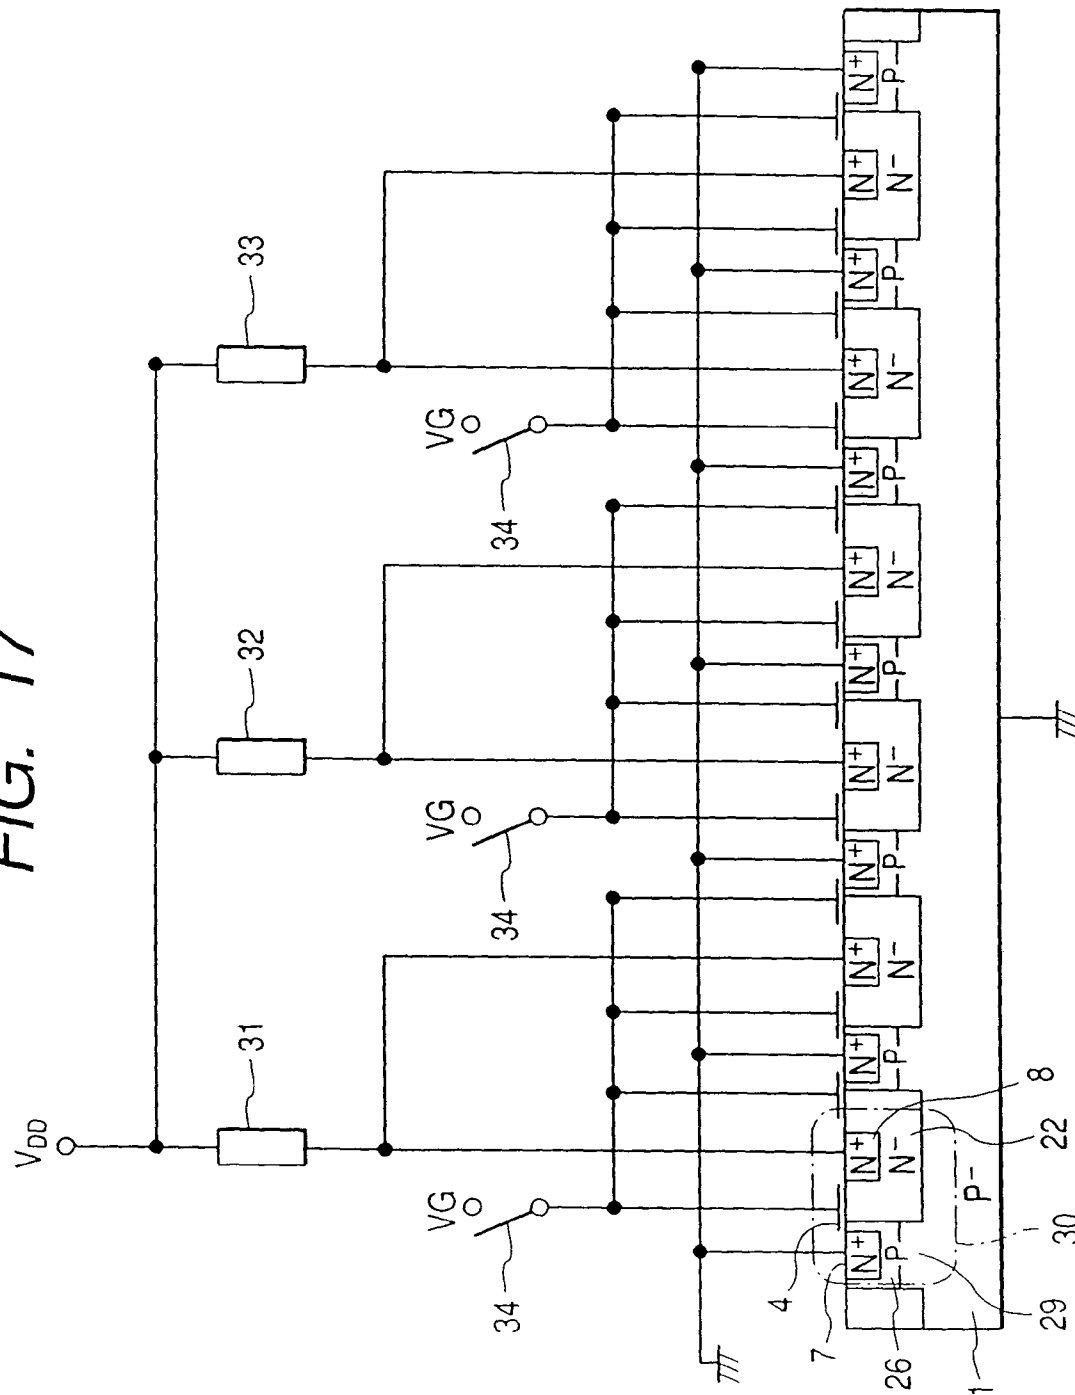 FIG. 17
VDD
31
32
33
VG
VG
VG
34
34
34
4
7
N+ N+ N+ N+ N+ N+ N+ N+ N+ N+ N+ N+ N+
P N- P N- P N- P N- P N- P N- P
26
P-
1
29
30
22
8